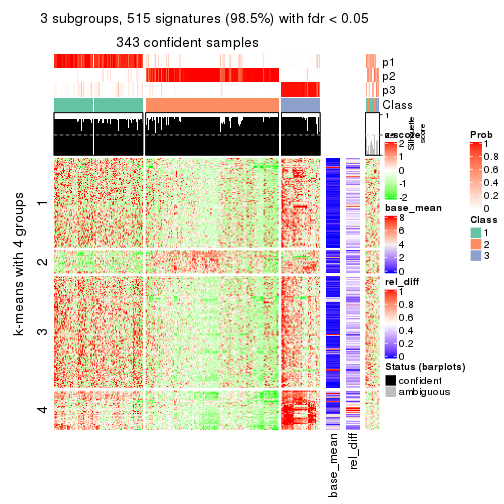 3 subgroups, 515 signatures (98.5%) with fdr < 0.05
343 confident samples
p1
p2
p3
Class
1
Silhouette
score
k-means with 4 groups
1
2
3
4
base_mean
rel_diff
z-score
2
1
0
-1
-2
base_mean
8
6
4
2
0
rel_diff
1
0.8
0.6
0.4
0.2
0
Status (barplots)
confident
ambiguous
Prob
1
0.8
0.6
0.4
0.2
0
Class
1
2
3